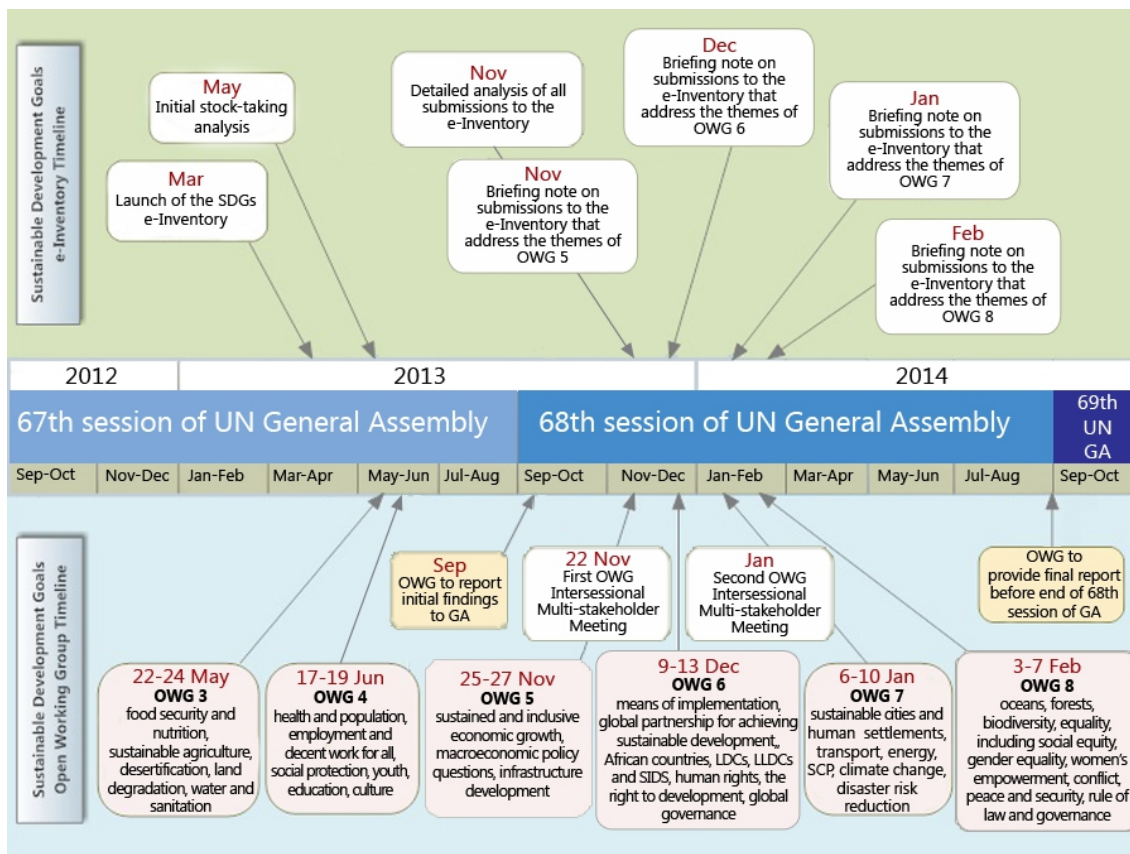 Sustainable Development Goals
e-Inventory Timeline
May
Initial stock-taking
analysis
Mar
Launch of the SDGs
e-Inventory
Nov
Detailed analysis of all
submissions to the
e-Inventory
Nov
Briefing note on
submissions to the
e-Inventory that
address the themes of
OWG 5
Dec
Briefing note on
submissions to the
e-Inventory that
address the themes of
OWG 6
Jan
Briefing note on
submissions to the
e-Inventory that
address the themes of
OWG 7
Feb
Briefing note on
submissions to the
e-Inventory that
address the themes of
OWG 8
2012
2013
2014
67th session of UN General Assembly
68th session of UN General Assembly
69th
UN
GA
Sep-Oct
Nov-Dec
Jan-Feb
Mar-Apr
May-Jun
Jul-Aug
Sep-Oct
Nov-Dec
Jan-Feb
Mar-Apr
May-Jun
Jul-Aug
Sep-Oct
Sustainable Development Goals
Open Working Group Timeline
Sep
OWG to report
initial findings
to GA
22 Nov
First OWG
Intersessional
Multi-stakeholder
Meeting
Jan
Second OWG
Intersessional
Multi-stakeholder
Meeting
OWG to
provide final report
before end of 68th
session of GA
22-24 May
OWG 3
food security and
nutrition,
sustainable agriculture,
desertification, land
degradation, water and
sanitation
17-19 Jun
OWG 4
health and population,
employment and
decent work for all,
social protection, youth,
education, culture
25-27 Nov
OWG 5
sustained and inclusive
economic growth,
macroeconomic policy
questions, infrastructure
development
9-13 Dec
OWG 6
means of implementation,
global partnership for achieving
sustainable development,,
African countries, LDCs, LLDCs
and SIDS, human rights, the
right to development, global
governance
6-10 Jan
OWG 7
sustainable cities and
human settlements,
transport, energy,
SCP, climate change,
disaster risk
reduction
3-7 Feb
OWG 8
oceans, forests,
biodiversity, equality,
including social equity,
gender equality, women's
empowerment, conflict,
peace and security, rule of
law and governance